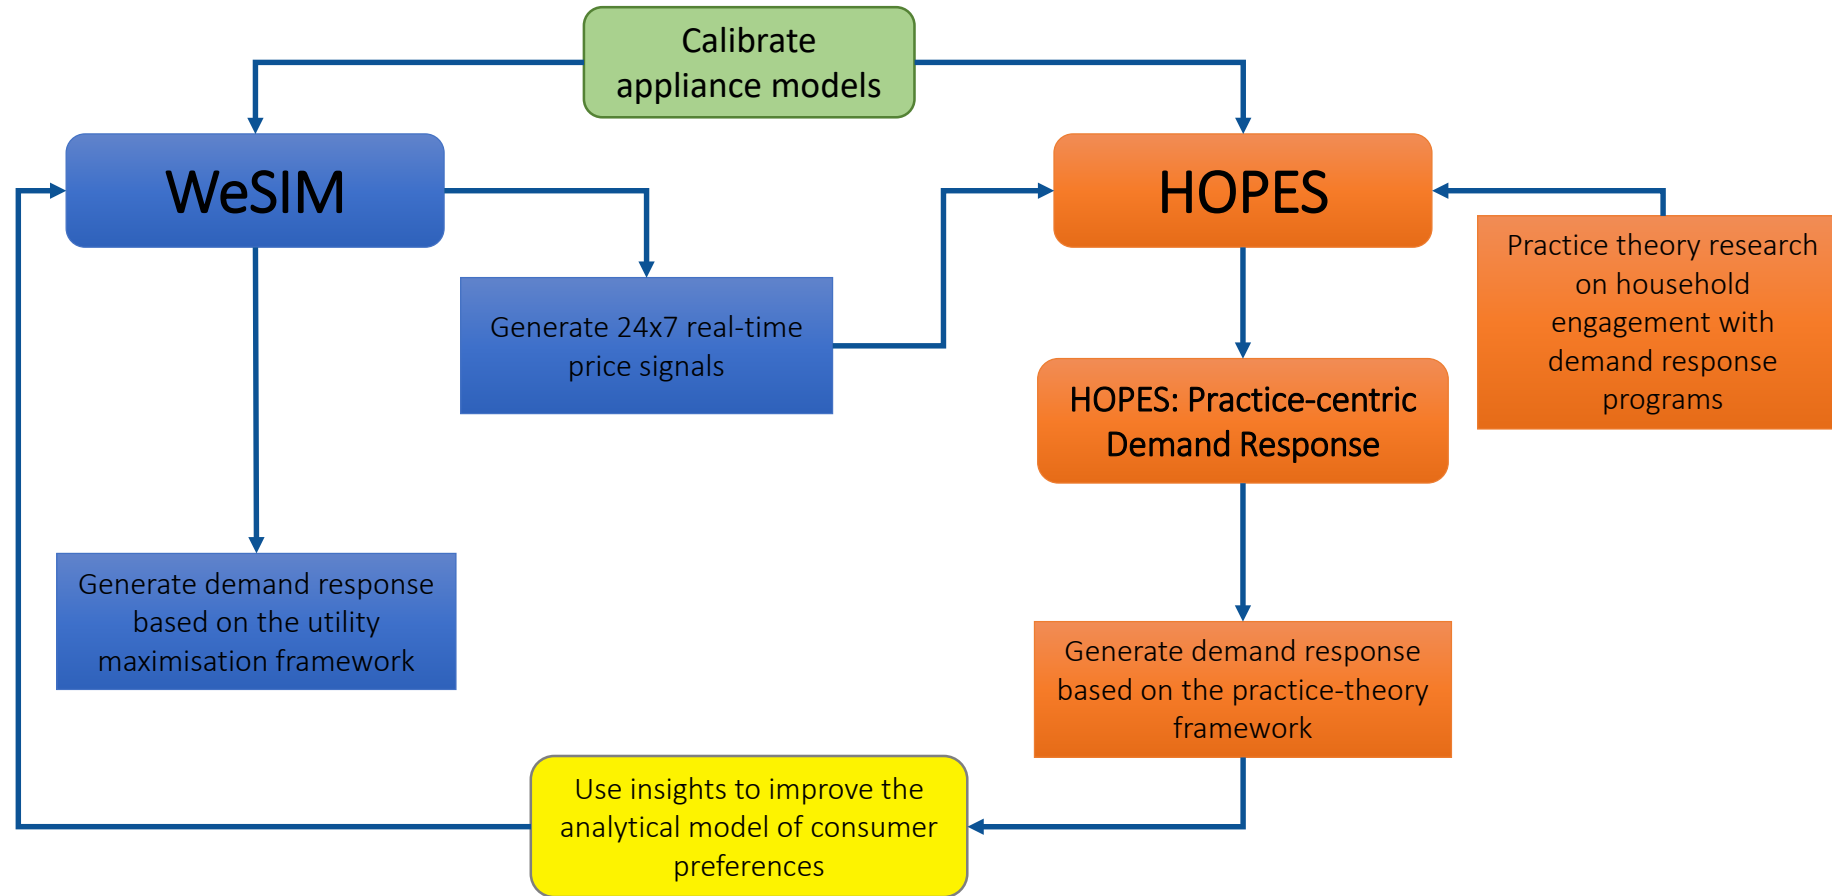 Calibrate
appliance models
WeSIM
HOPES
Generate 24x7 real-time
price signals
Practice theory research
on household
engagement with
demand response
programs
HOPES: Practice-centric
Demand Response
Generate demand response
based on the utility
maximisation framework
Generate demand response
based on the practice-theory
framework
Use insights to improve the
analytical model of consumer
preferences